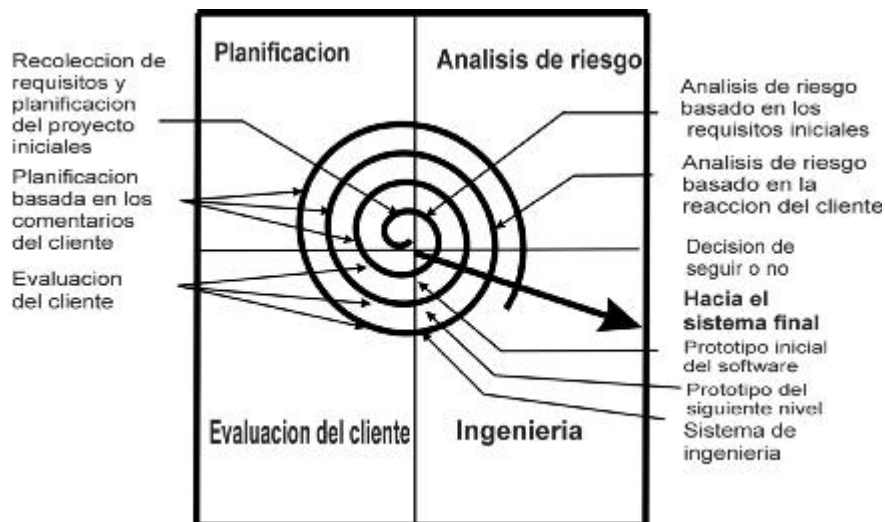 Planificacion
Analisis de riesgo
Recoleccion de
requisitos y
planificacion
del proyecto
iniciales
Planificacion
basada en los
comentarios
del cliente
Evaluacion
del cliente
Analisis de riesgo
basado en los
requisitos iniciales
Analisis de riesgo
basado en la
reaccion del cliente
Decision de
seguir o no
Hacia el
sistema final
Prototipo inicial
del software
Prototipo del
siguiente nivel
Sistema de
ingenieria
Evaluacion del cliente
Ingenieria